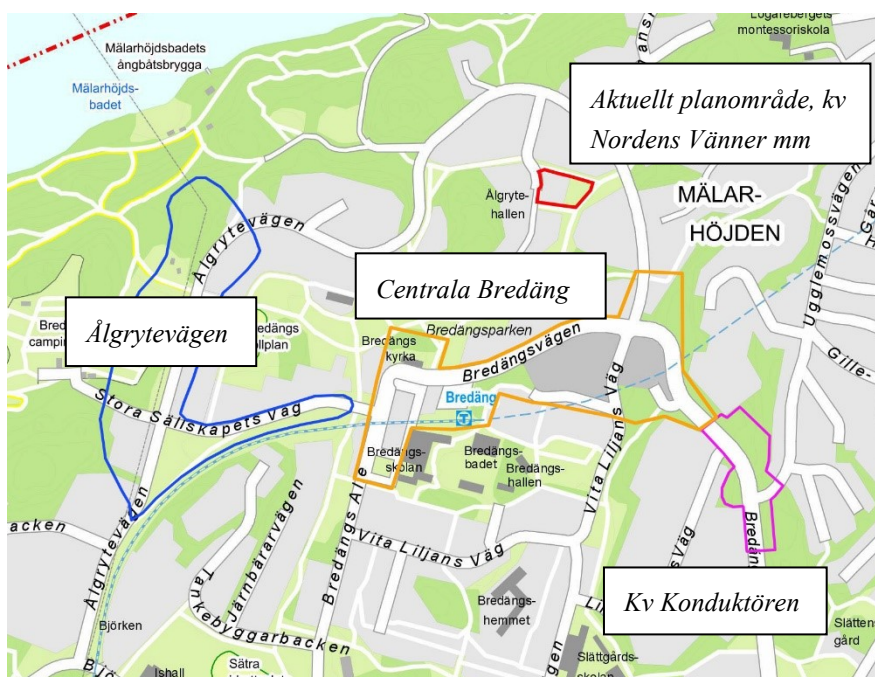 Logarebergets
montessoriskola
Mälarhöjdsbadets
ångbåtsbrygga
Mälarhöjds-
badet
Aktuellt planområde, kv
Nordens Vänner mm
Ålgryte-
hallen
MÄLAR-
HÖJDEN
Ugglemossvägen
Ålgrytevägen
Centrala Bredäng
Ålgrytevägen
Bredängs
kyrka
Bredängsparken
Bredängsvägen
Gille-
Stora Sällskapets Väg
Bredäng
T
Vita Liljans Väg
Bredängs-
skolan
Bredängs-
badet
Bredängs-
hallen
Bredängs Allé
Ålgrytevägen
Järnbärarvägen
Vita Liljans Väg
Tankebyggarbacken
backen
Kv Konduktören
Bredängs-
hemmet
Björken
Ishall
Sätra
Slättgårds-
skolan
Slätten-
gård